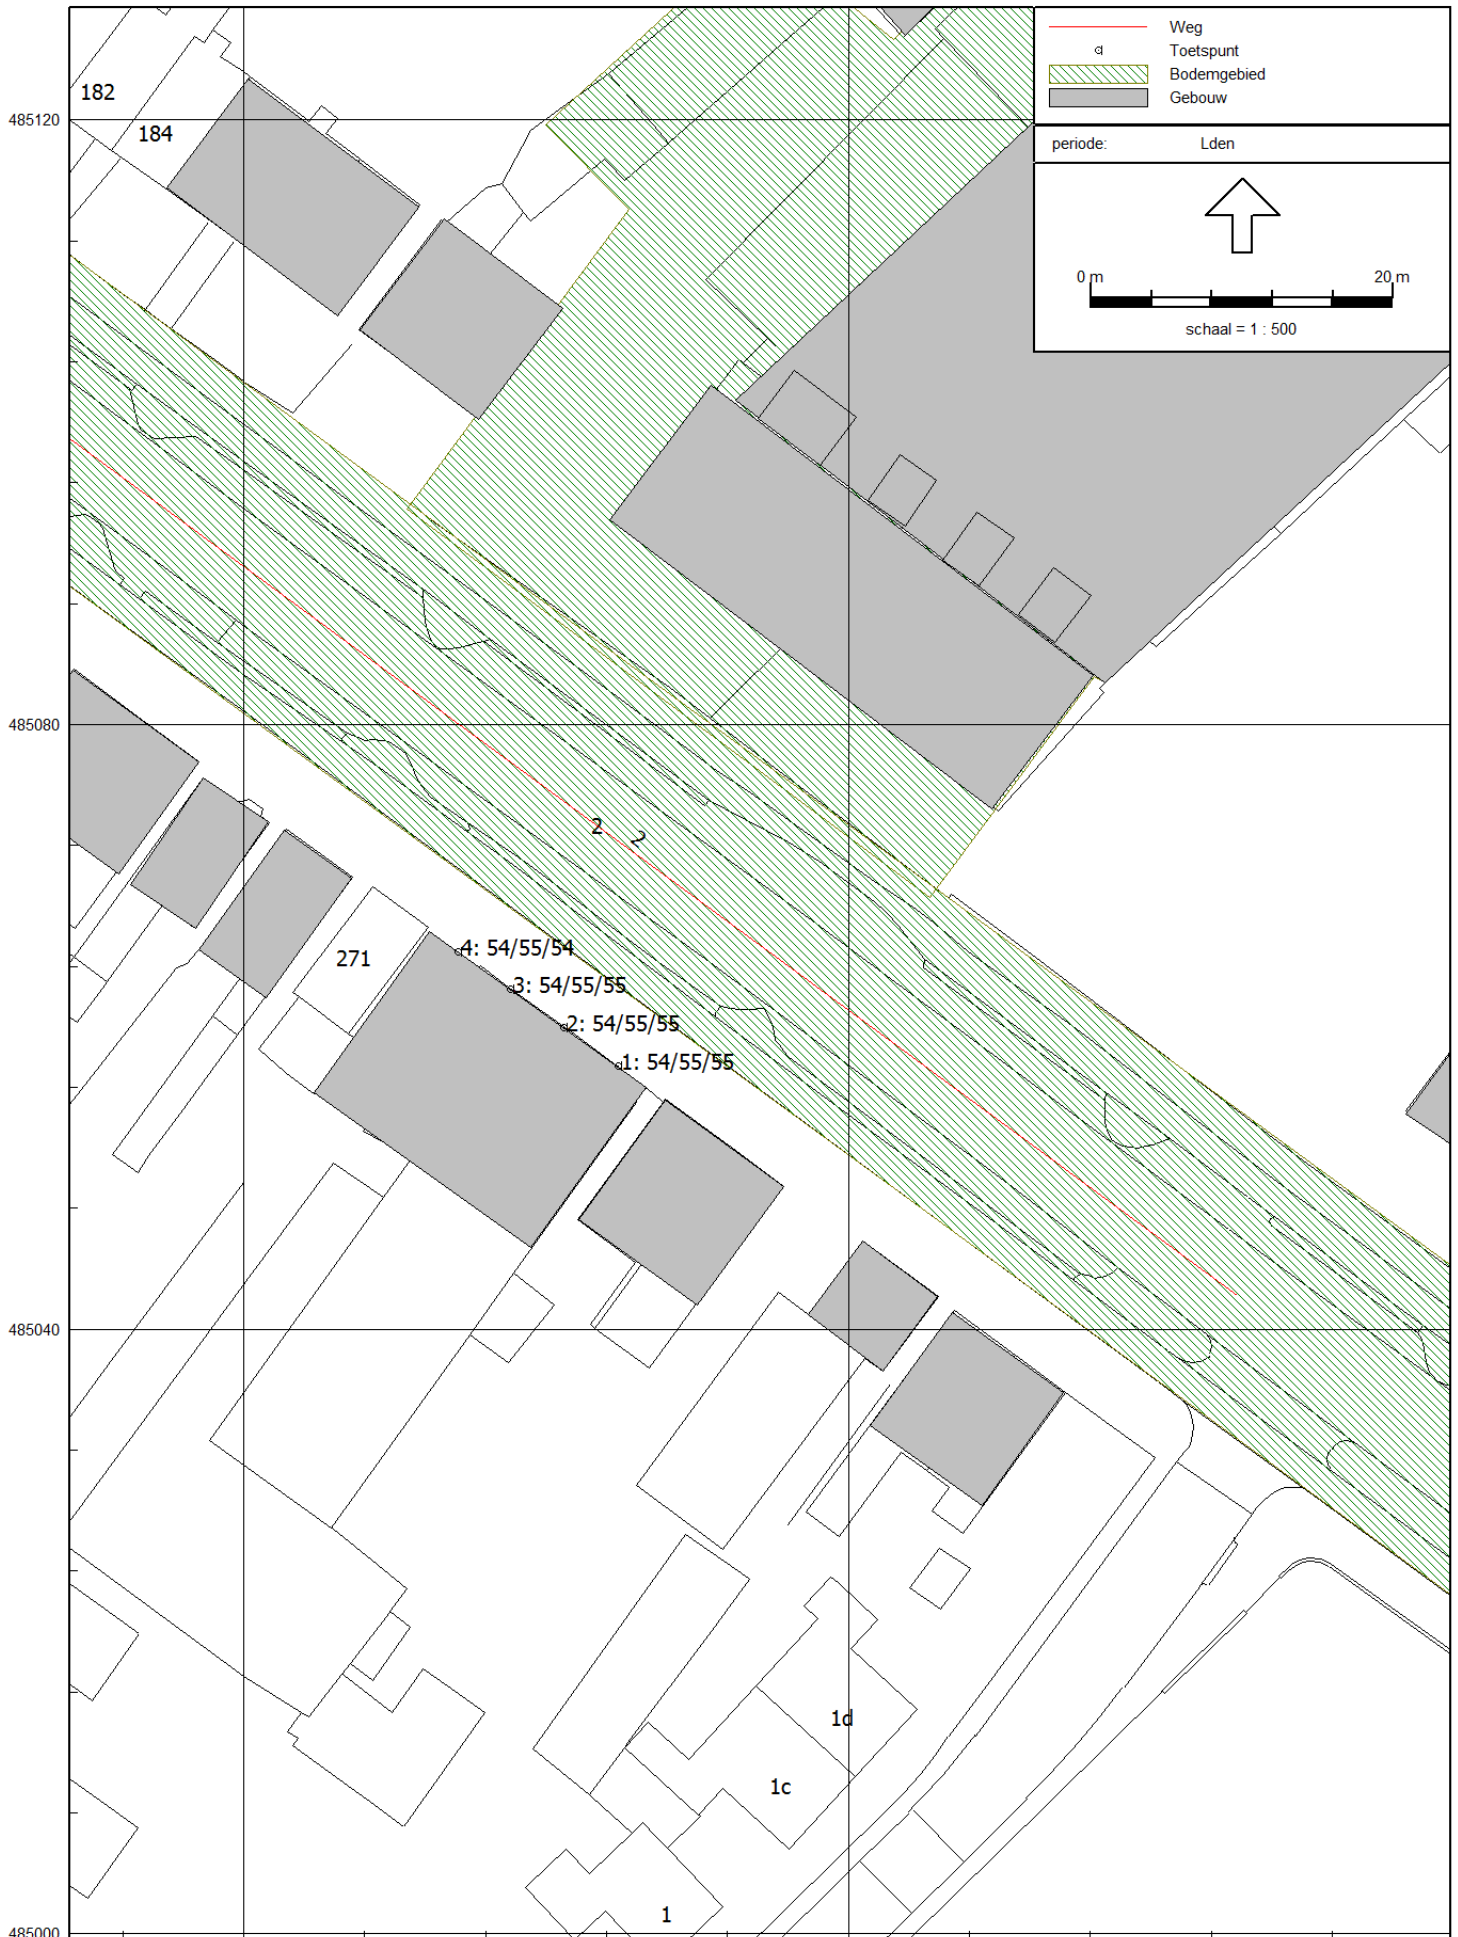 Weg
Toetspunt
Bodemgebied
Gebouw
periode: Lden
0 m 20 m
schaal = 1 : 500
182
485120
184
485080
2 2
271
4: 54/55/54
3: 54/55/55
2: 54/55/55
1: 54/55/55
485040
1d
1c
1
485000